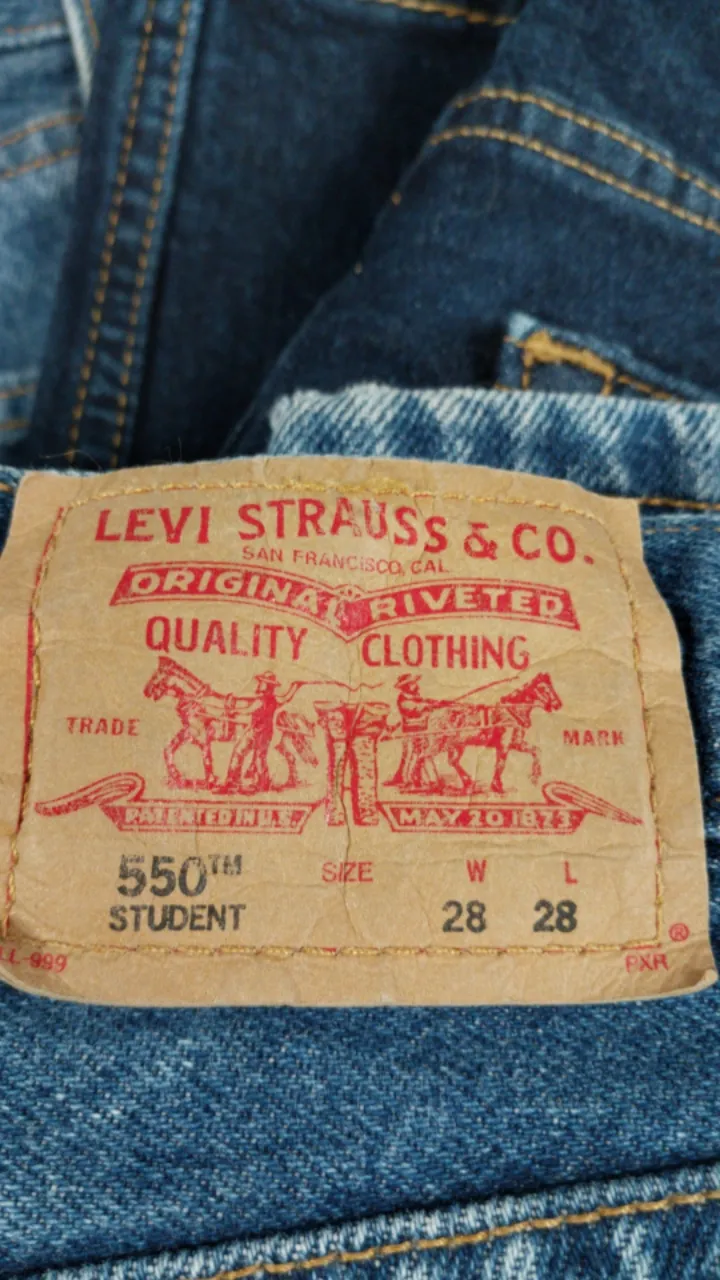 LEVI STRAUSS & CO.
SAN FRANCISCO, CAL
ORIGINAL RIVETED
QUALITY CLOTHING
TRADE MARK
PATENTED IN U.S. MAY 20 1873
550™ SIZE W L
STUDENT 28 28
®
LL-999 PXR